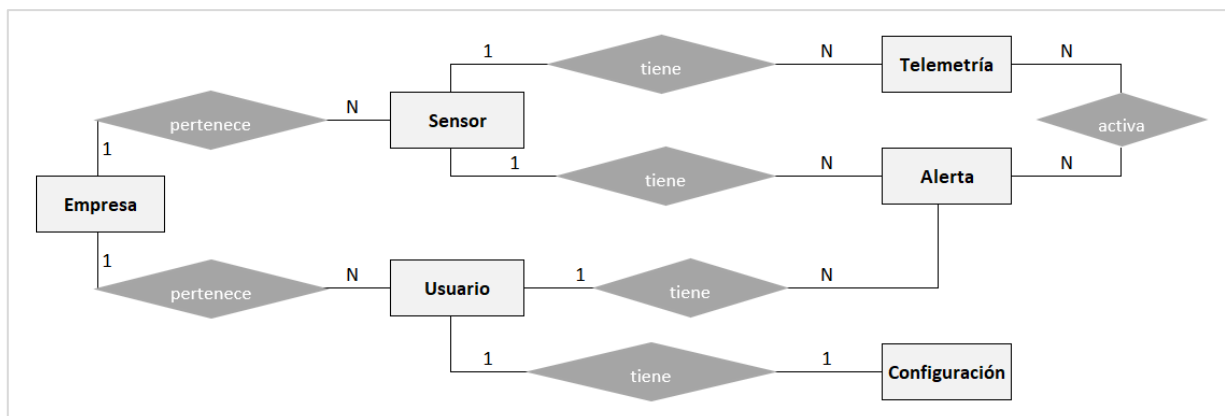 1 tiene N Telemetría N
pertenece N Sensor activa
1 1 tiene N Alerta N
Empresa
1 pertenece N Usuario 1 tiene N
1 tiene 1 Configuración